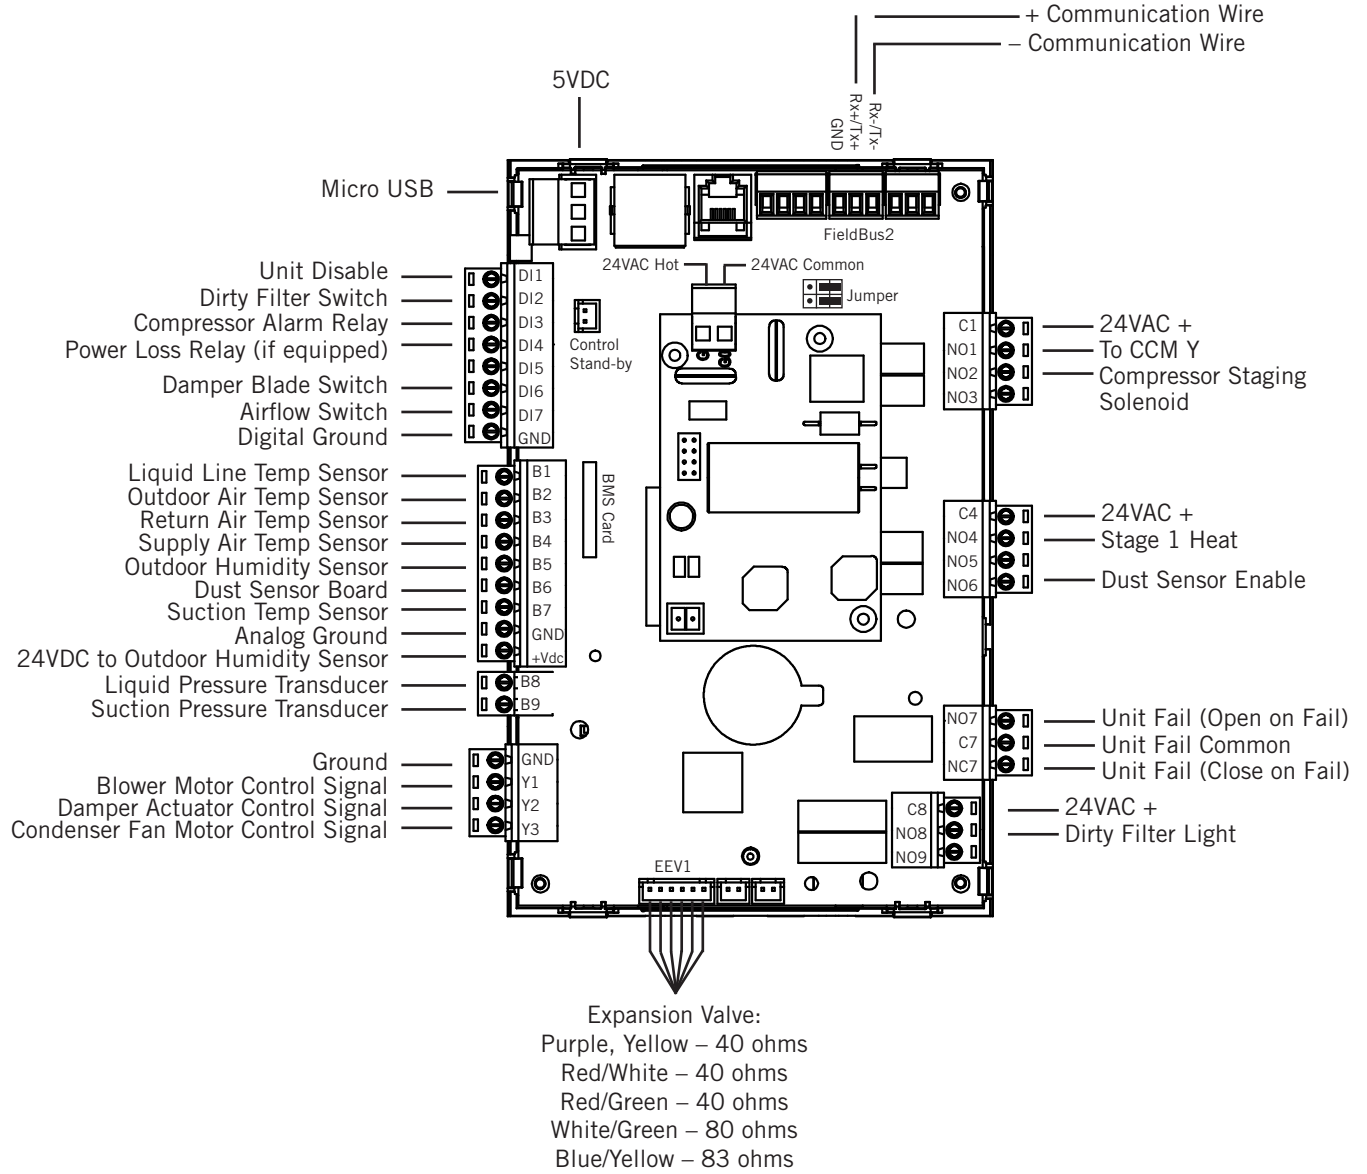 + Communication Wire
– Communication Wire
5VDC
Rx-/Tx-
Rx+/Tx+
GND
Micro USB
FieldBus2
24VAC Hot
24VAC Common
Jumper
Control
Stand-by
BMS Card
Unit Disable
Dirty Filter Switch
Compressor Alarm Relay
Power Loss Relay (if equipped)
Damper Blade Switch
Airflow Switch
Digital Ground
DI1
DI2
DI3
DI4
DI5
DI6
DI7
GND
Liquid Line Temp Sensor
Outdoor Air Temp Sensor
Return Air Temp Sensor
Supply Air Temp Sensor
Outdoor Humidity Sensor
Dust Sensor Board
Suction Temp Sensor
Analog Ground
24VDC to Outdoor Humidity Sensor
Liquid Pressure Transducer
Suction Pressure Transducer
B1
B2
B3
B4
B5
B6
B7
GND
+Vdc
B8
B9
Ground
Blower Motor Control Signal
Damper Actuator Control Signal
Condenser Fan Motor Control Signal
GND
Y1
Y2
Y3
C1
NO1
NO2
NO3
24VAC +
To CCM Y
Compressor Staging
Solenoid
C4
NO4
NO5
NO6
24VAC +
Stage 1 Heat
Dust Sensor Enable
NO7
C7
NC7
Unit Fail (Open on Fail)
Unit Fail Common
Unit Fail (Close on Fail)
C8
NO8
NO9
24VAC +
Dirty Filter Light
EEV1
Expansion Valve:
Purple, Yellow – 40 ohms
Red/White – 40 ohms
Red/Green – 40 ohms
White/Green – 80 ohms
Blue/Yellow – 83 ohms